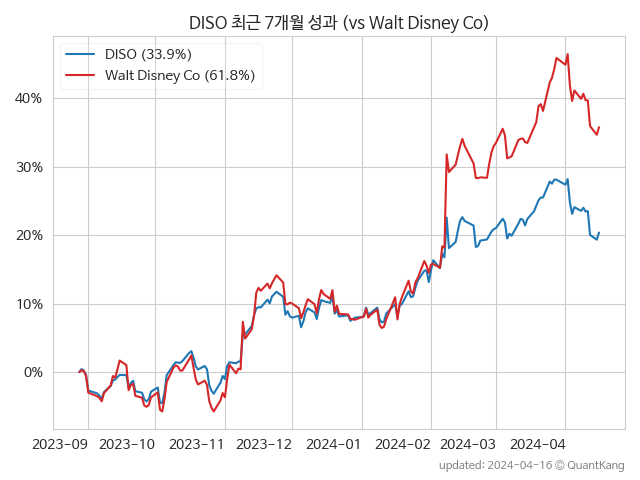 DISO 최근 7개월 성과 (vs Walt Disney Co)
DISO (33.9%)
Walt Disney Co (61.8%)
40%
30%
20%
10%
0%
2023-09 2023-10 2023-11 2023-12 2024-01 2024-02 2024-03 2024-04
updated: 2024-04-16 © QuantKang